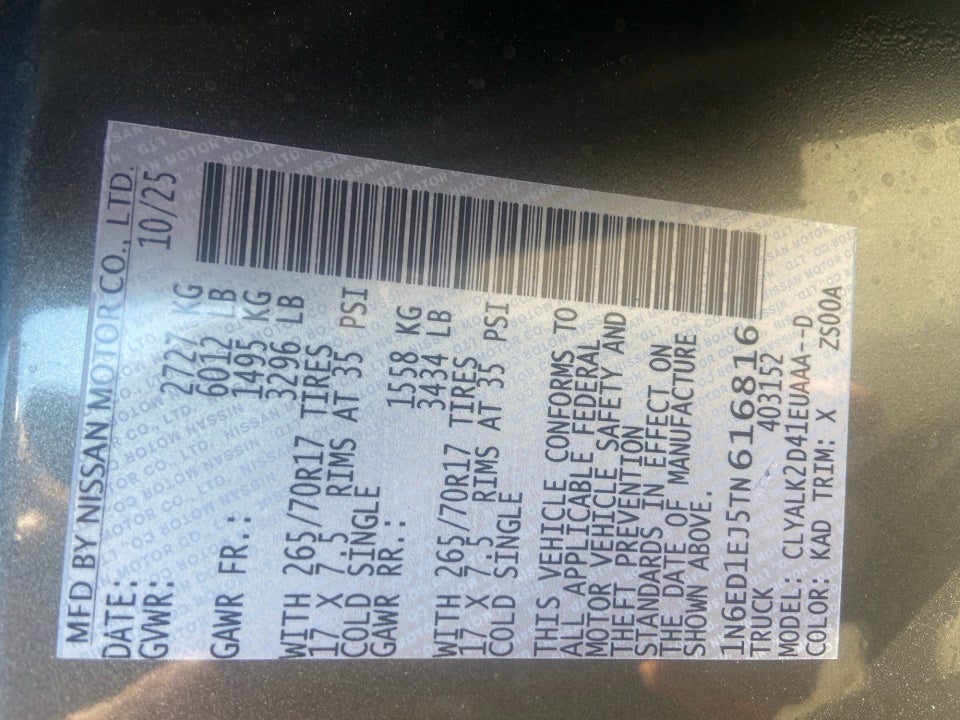 MFD BY NISSAN MOTOR CO., LTD.
DATE: 10/25
GVWR: 2727 KG
6012 LB
GAWR FR.: 1495 KG
3296 LB
WITH 265/70R17 TIRES
17 X 7.5 RIMS AT 35 PSI
COLD SINGLE
GAWR RR.: 1558 KG
3434 LB
WITH 265/70R17 TIRES
17 X 7.5 RIMS AT 35 PSI
COLD SINGLE
THIS VEHICLE CONFORMS TO
ALL APPLICABLE FEDERAL
MOTOR VEHICLE SAFETY AND
THEFT PREVENTION
STANDARDS IN EFFECT ON
THE DATE OF MANUFACTURE
SHOWN ABOVE.
1N6ED1EJ5TN616816
TRUCK 403152
MODEL: CLYALK2D41EUAAA--D
COLOR: KAD TRIM: X ZS00A